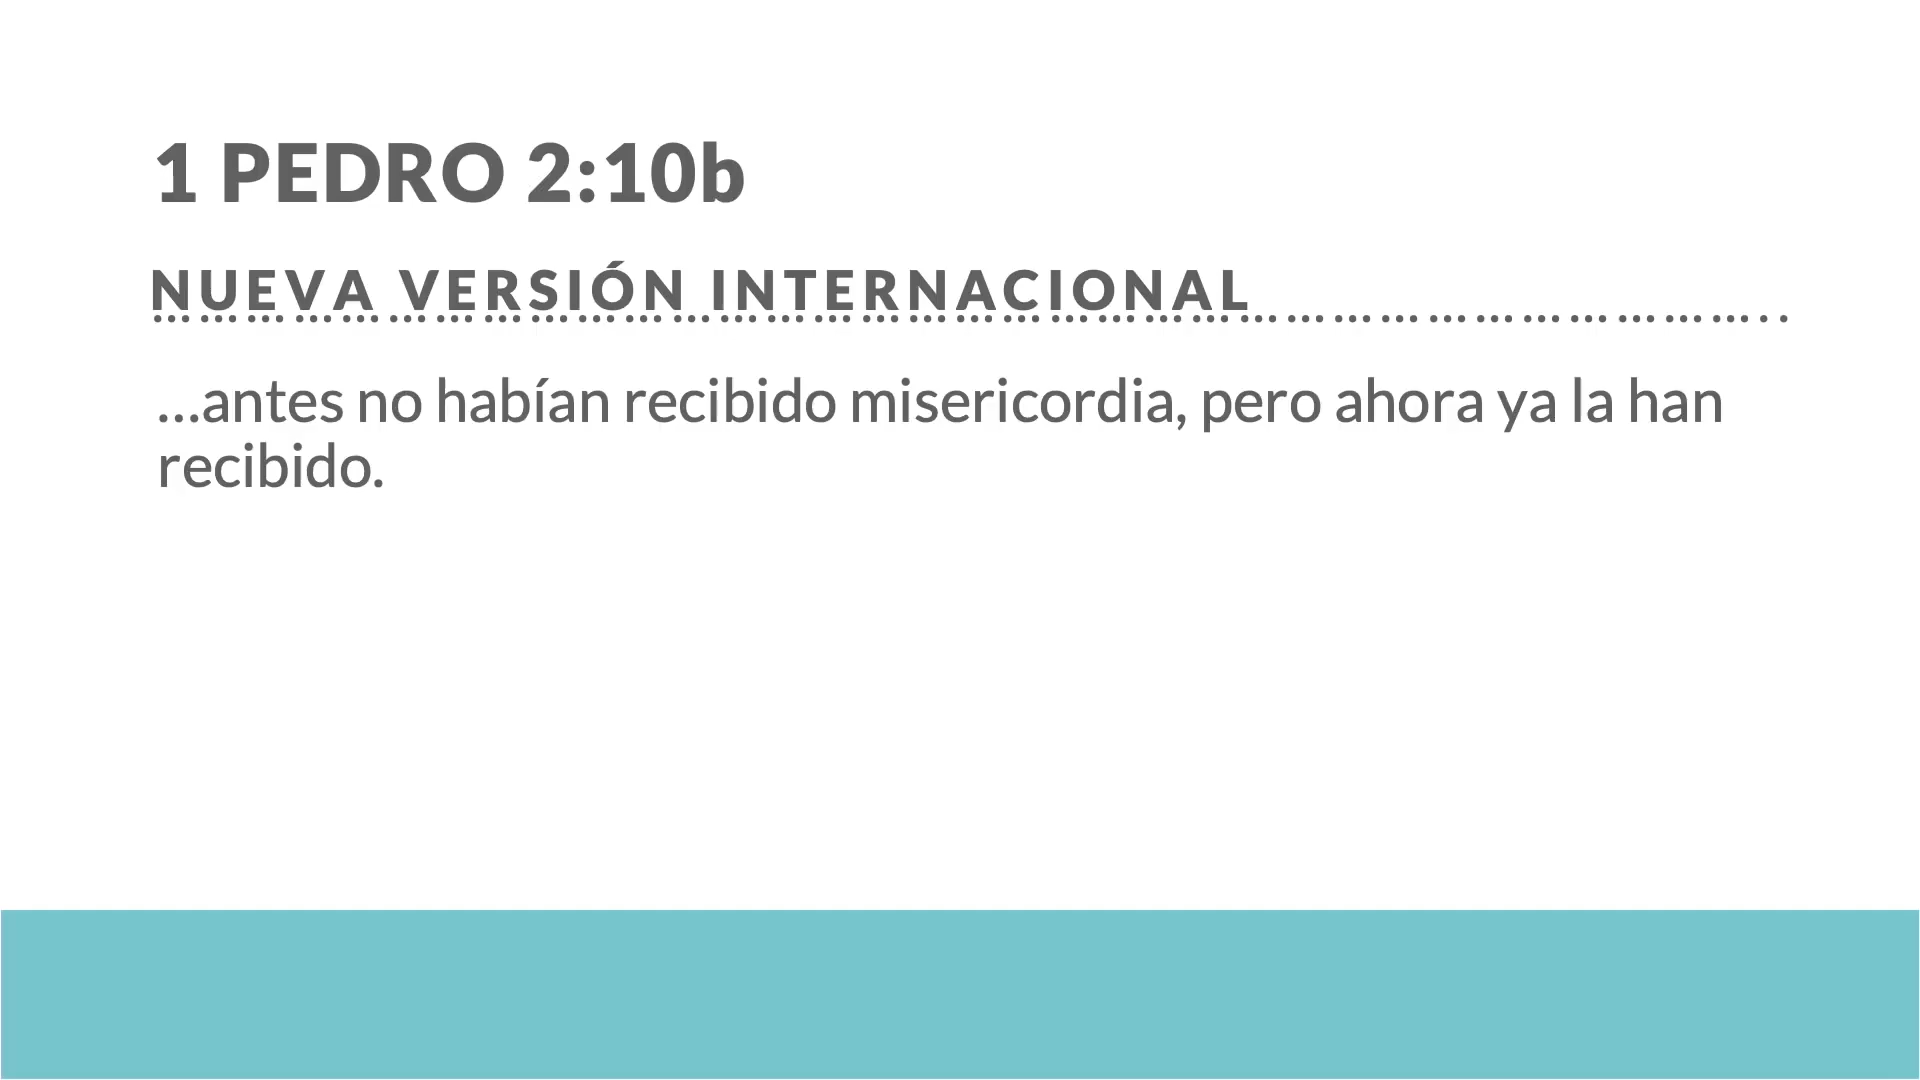 1 PEDRO 2:10b
NUEVA VERSIÓN INTERNACIONAL
…antes no habían recibido misericordia, pero ahora ya la han
recibido.